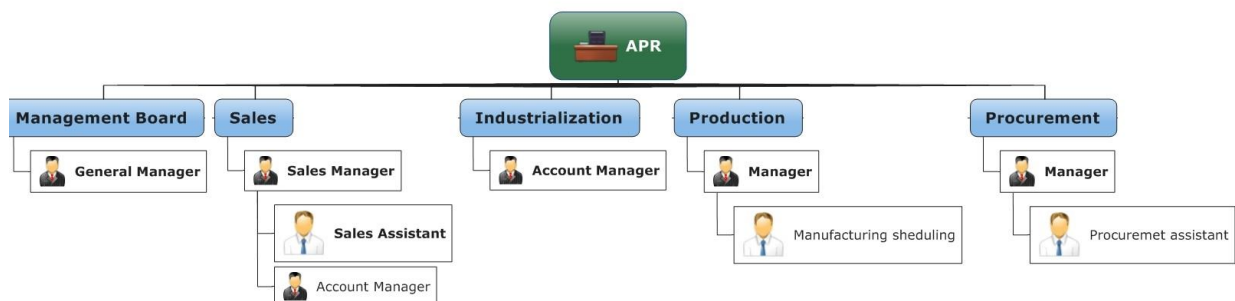 APR
Management Board
Sales
Industrialization
Production
Procurement
General Manager
Sales Manager
Account Manager
Manager
Manager
Sales Assistant
Manufacturing sheduling
Procuremet assistant
Account Manager